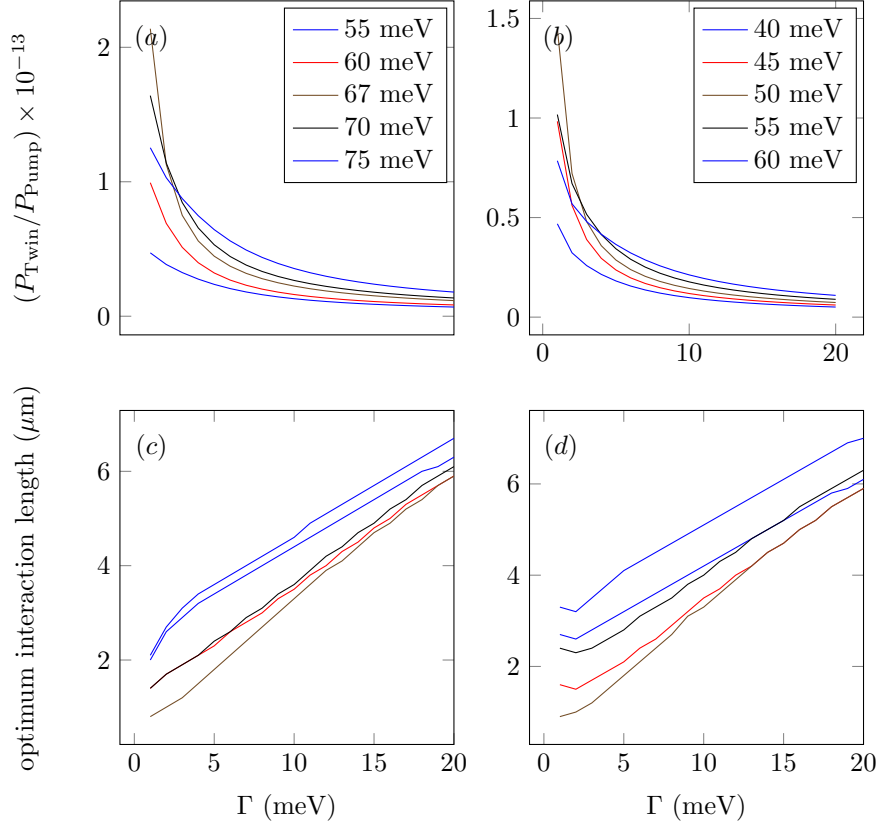 (P_Twin/P_Pump) × 10^−13
2
1
0
(a)
55 meV
60 meV
67 meV
70 meV
75 meV
1.5
1
0.5
0
0
10
20
(b)
40 meV
45 meV
50 meV
55 meV
60 meV
optimum interaction length (μm)
6
4
2
0
5
10
15
20
(c)
Γ (meV)
6
4
2
0
5
10
15
20
(d)
Γ (meV)